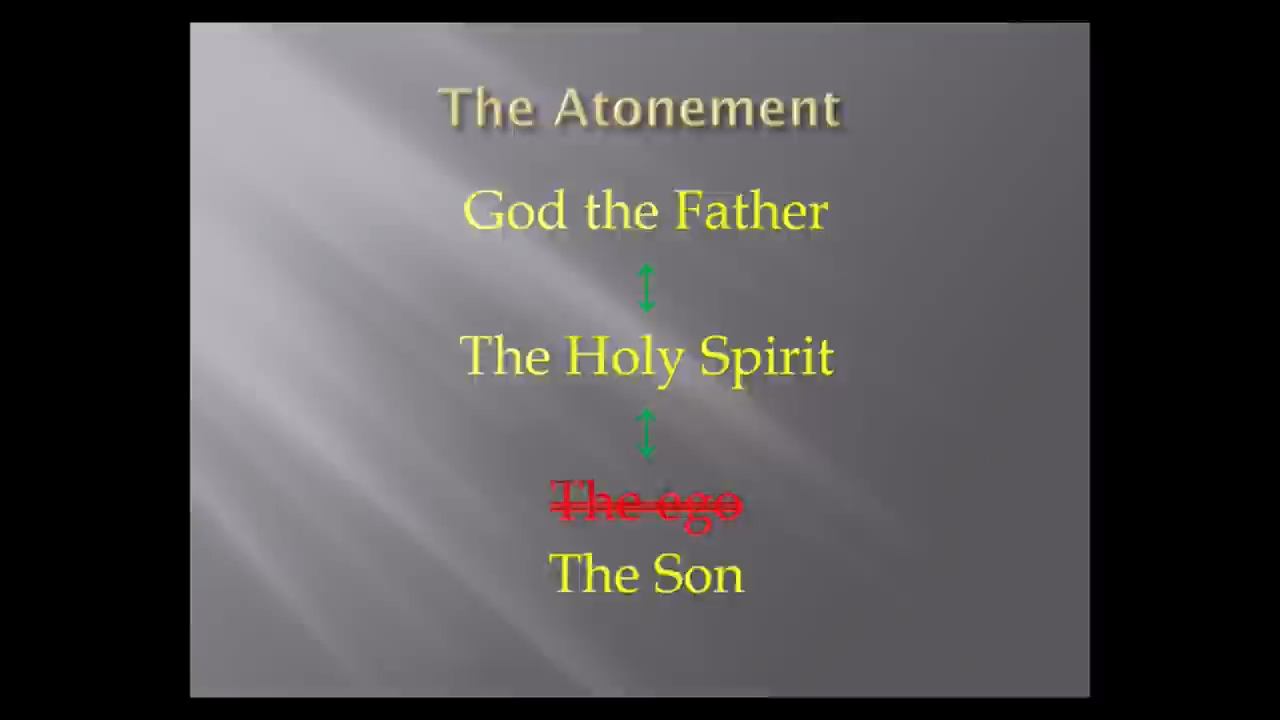 The Atonement
God the Father
↕
The Holy Spirit
↕
The ego
The Son